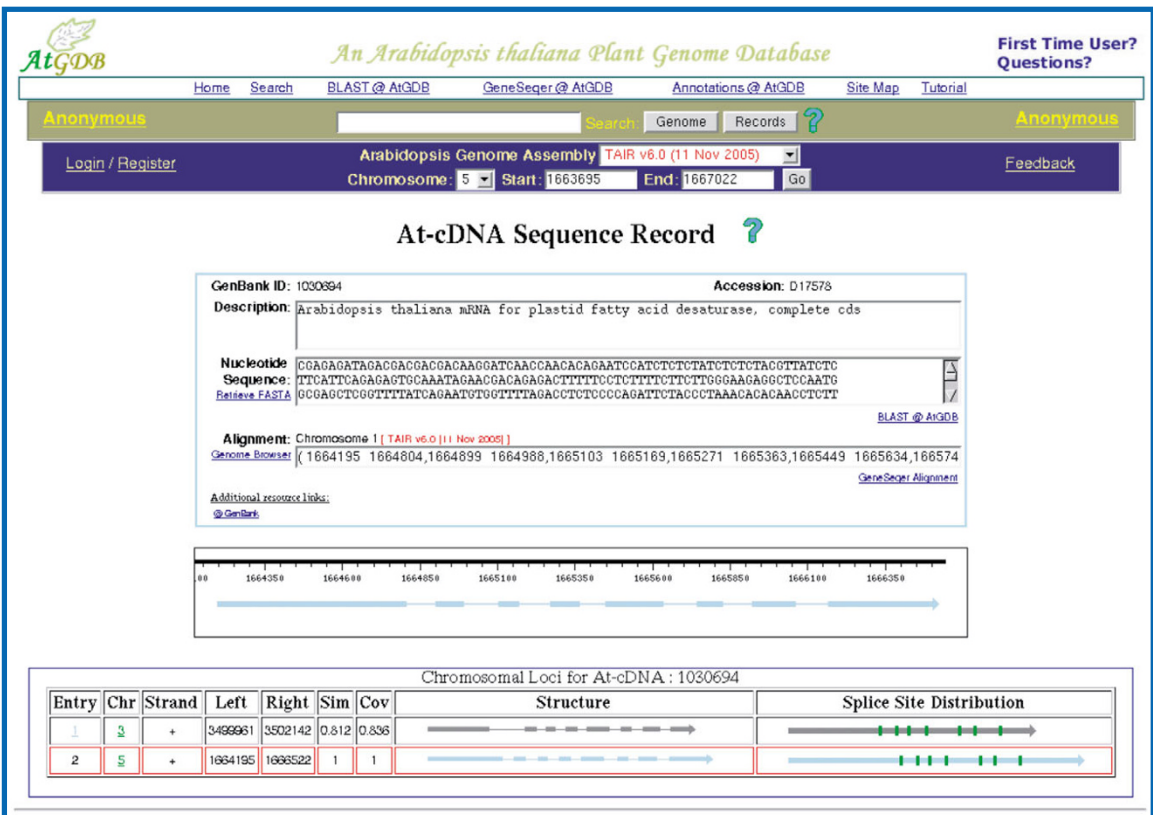 AtGDB
An Arabidopsis thaliana Plant Genome Database
First Time User?
Questions?
Home Search BLAST @ AtGDB GeneSeqer @ AtGDB Annotations @ AtGDB Site Map Tutorial
Anonymous Search: Genome Records ? Anonymous
Login / Register
Arabidopsis Genome Assembly TAIR v6.0 (11 Nov 2005)
Chromosome: 5 Start: 1663695 End: 1667022 Go
Feedback
At-cDNA Sequence Record ?
GenBank ID: 1030694 Accession: D17578
Description: Arabidopsis thaliana mRNA for plastid fatty acid desaturase, complete cds
Nucleotide Sequence:
CGAGAGATAGACGACGACGACAAGGATCAACCAACACAGAATCCATCTCTCTCTATCTCTCTCTACGTTATCTC
TTCATTCAGAGAGTGCAAATAGAACGACAGAGACTTTTTCCTCTTTTCTTCTTGGGAAGAGGCTCCAATG
Retrieve FASTA GCGAGCTCGGTTTTATCAGAATGTGGTTTTAGACCTCTCCCCAGATTCTACCCTAAACACACAACCTCTT
BLAST @ AtGDB
Alignment: Chromosome 1 [ TAIR v6.0 [11 Nov 2005] ]
Genome Browser (1664195 1664804,1664899 1664988,1665103 1665169,1665271 1665363,1665449 1665634,166574
GeneSeqer Alignment
Additional resource links:
@ GenBank
00 1664350 1664600 1664850 1665100 1665350 1665600 1665850 1666100 1666350
Chromosomal Loci for At-cDNA : 1030694
Entry Chr Strand Left Right Sim Cov Structure Splice Site Distribution
1 3 + 3499961 3502142 0.812 0.836
2 5 + 1664195 1666522 1 1